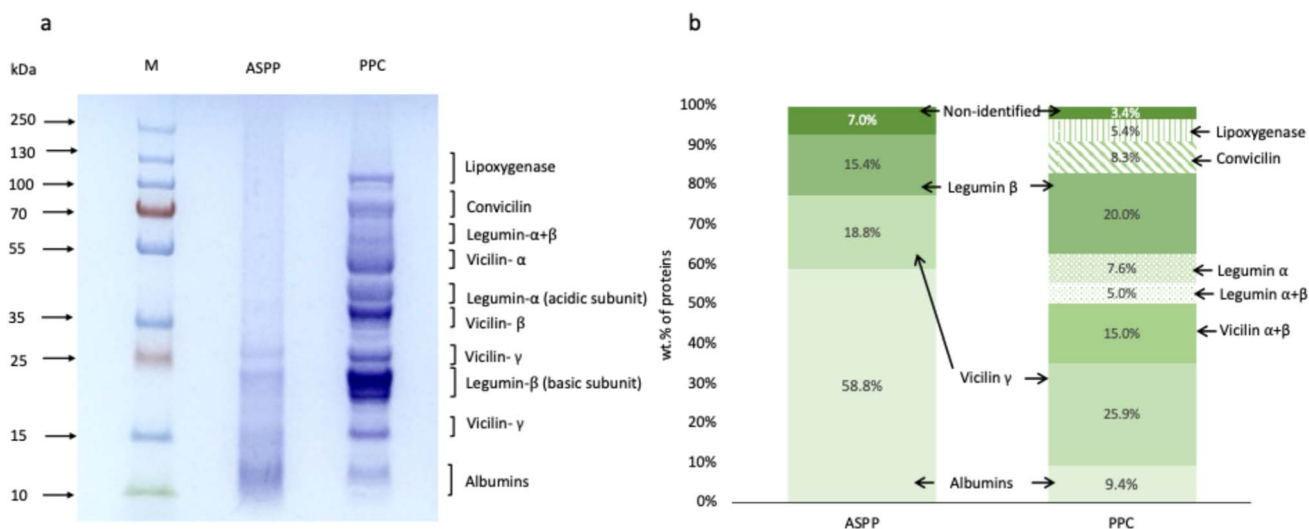 a
kDa
M
ASPP
PPC
250
130
100
70
55
35
25
15
10
Lipoxygenase
Convicilin
Legumin-α+β
Vicilin- α
Legumin-α (acidic subunit)
Vicilin- β
Vicilin- γ
Legumin-β (basic subunit)
Vicilin- γ
Albumins
b
wt.% of proteins
100%
90%
80%
70%
60%
50%
40%
30%
20%
10%
0%
7.0%
15.4%
18.8%
58.8%
ASPP
Non-identified
Legumin β
Vicilin γ
Albumins
3.4%
5.4%
8.3%
20.0%
7.6%
5.0%
15.0%
25.9%
9.4%
PPC
Lipoxygenase
Convicilin
Legumin α
Legumin α+β
Vicilin α+β